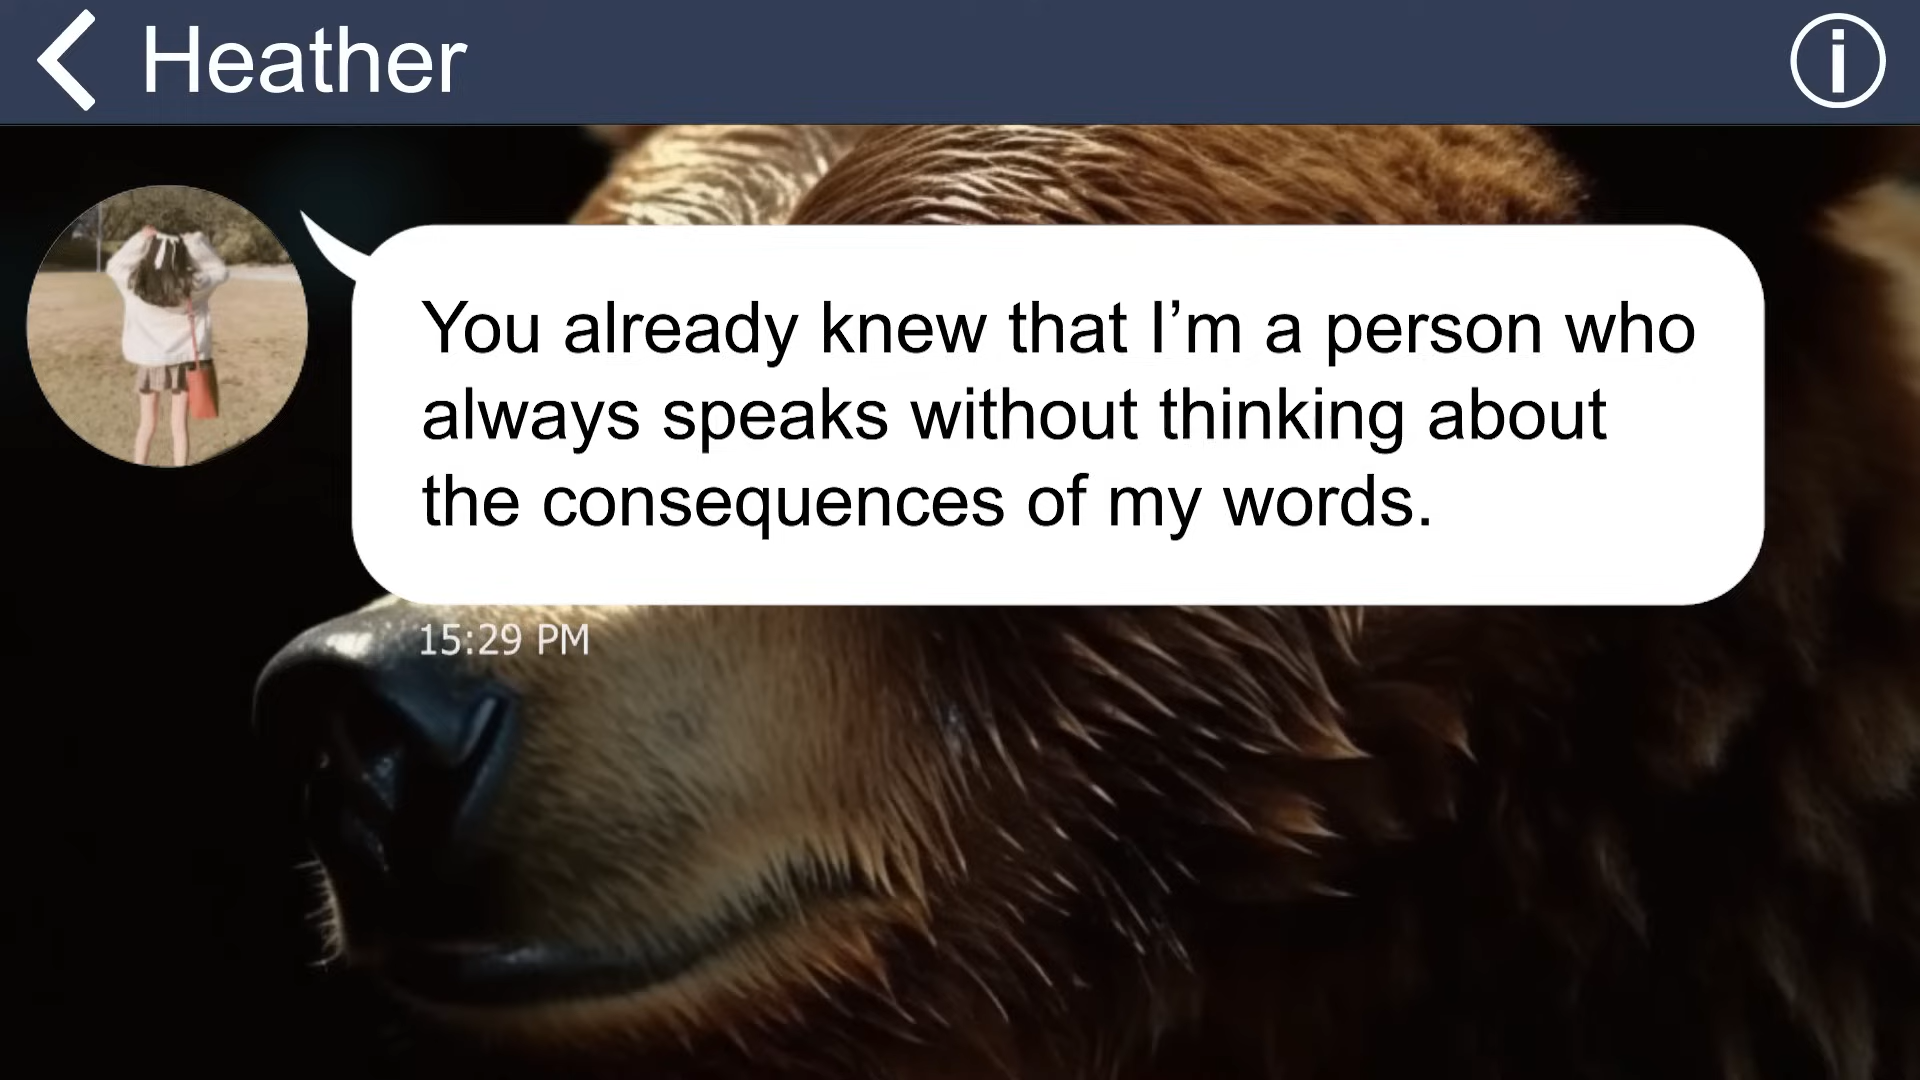 Heather
You already knew that I’m a person who
always speaks without thinking about
the consequences of my words.
15:29 PM